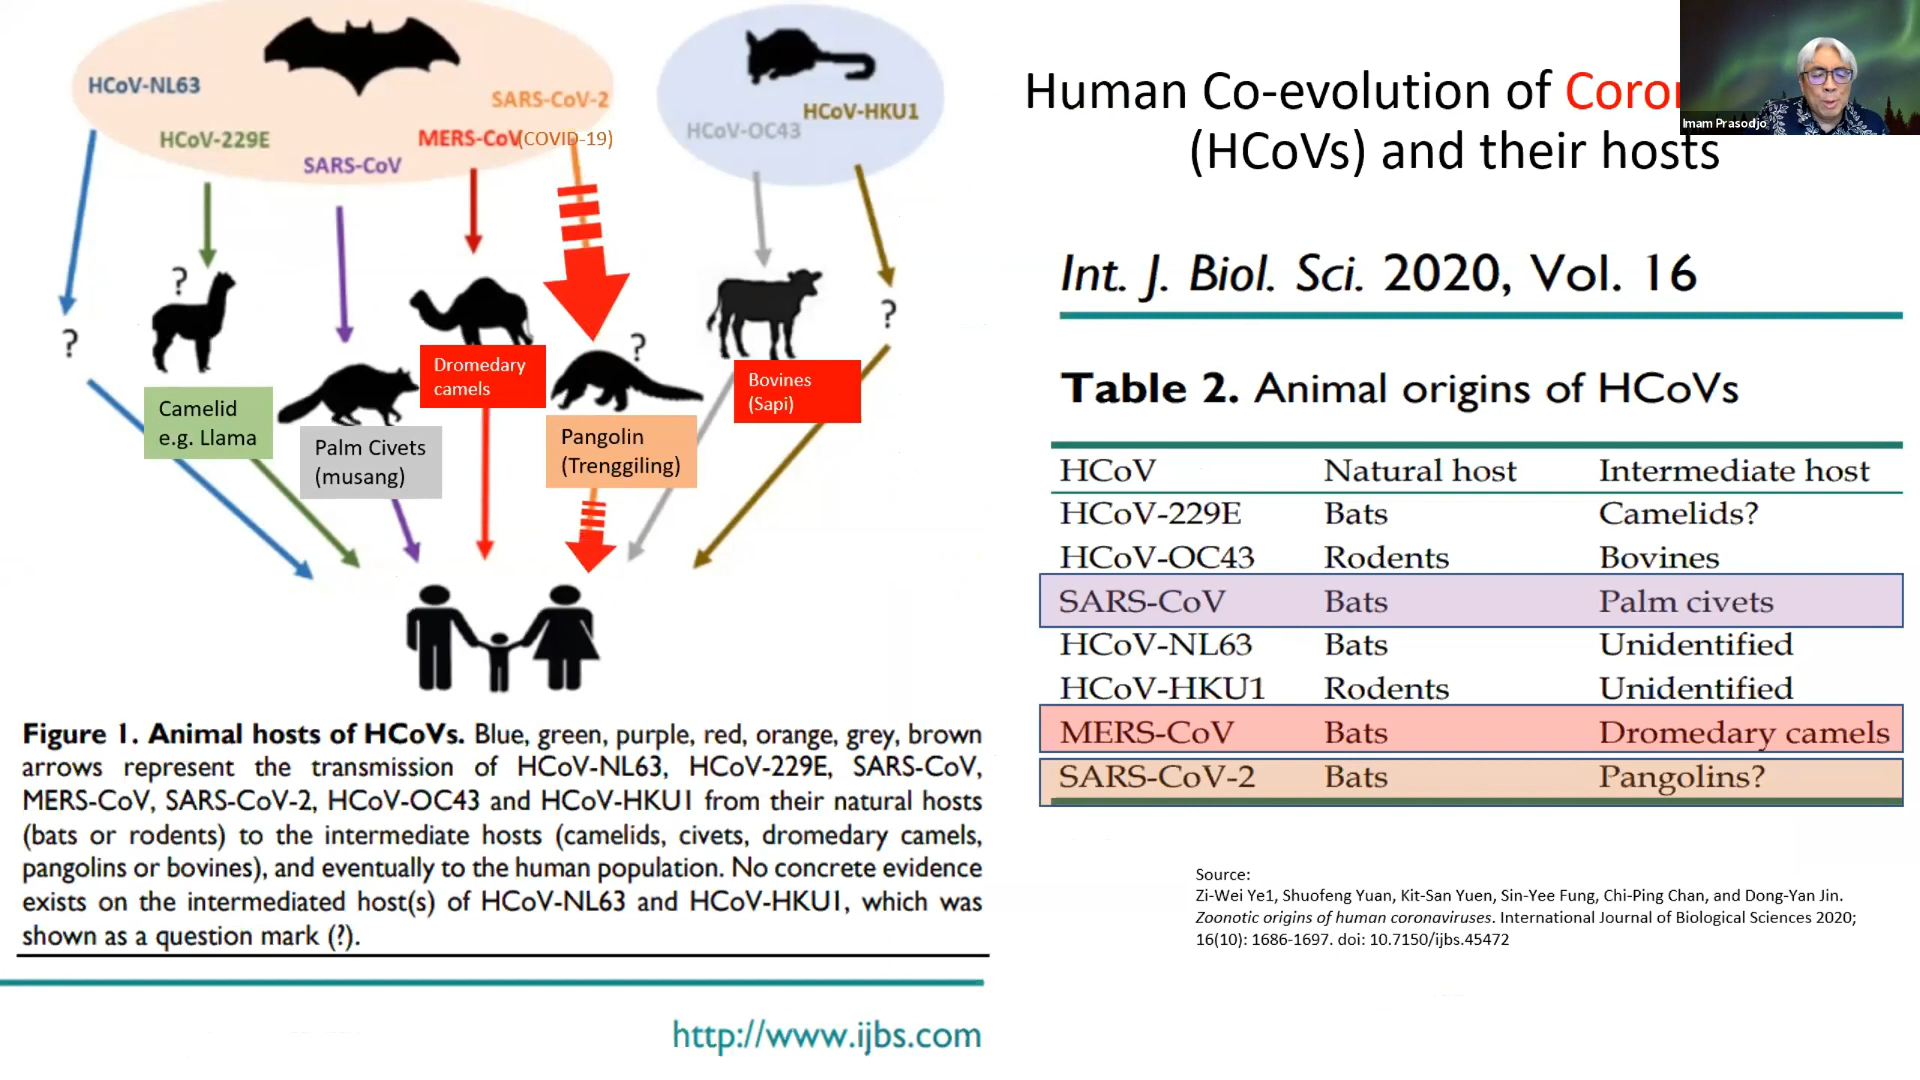 HCoV-NL63
HCoV-229E
SARS-CoV
SARS-CoV-2
MERS-CoV(COVID-19)
HCoV-OC43
HCoV-HKU1
?
?
?
?
Camelid
e.g. Llama
Palm Civets
(musang)
Dromedary
camels
Pangolin
(Trenggiling)
Bovines
(Sapi)
Figure 1. Animal hosts of HCoVs. Blue, green, purple, red, orange, grey, brown
arrows represent the transmission of HCoV-NL63, HCoV-229E, SARS-CoV,
MERS-CoV, SARS-CoV-2, HCoV-OC43 and HCoV-HKU1 from their natural hosts
(bats or rodents) to the intermediate hosts (camelids, civets, dromedary camels,
pangolins or bovines), and eventually to the human population. No concrete evidence
exists on the intermediated host(s) of HCoV-NL63 and HCoV-HKU1, which was
shown as a question mark (?).
http://www.ijbs.com
Human Co-evolution of
(HCoVs) and their hosts
Imam Prasodjo
Int. J. Biol. Sci. 2020, Vol. 16
Table 2. Animal origins of HCoVs
HCoV Natural host Intermediate host
HCoV-229E Bats Camelids?
HCoV-OC43 Rodents Bovines
SARS-CoV Bats Palm civets
HCoV-NL63 Bats Unidentified
HCoV-HKU1 Rodents Unidentified
MERS-CoV Bats Dromedary camels
SARS-CoV-2 Bats Pangolins?
Source:
Zi-Wei Ye1, Shuofeng Yuan, Kit-San Yuen, Sin-Yee Fung, Chi-Ping Chan, and Dong-Yan Jin.
Zoonotic origins of human coronaviruses. International Journal of Biological Sciences 2020;
16(10): 1686-1697. doi: 10.7150/ijbs.45472